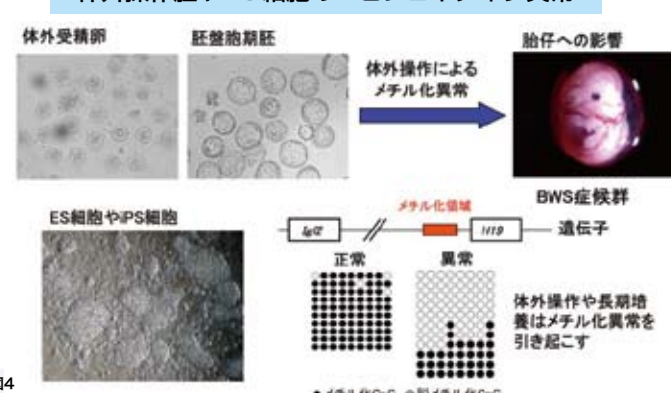 体外受精卵
胚盤胞期胚
体外操作による
メチル化異常
胎仔への影響
BWS症候群
ES細胞やiPS細胞
メチル化領域
Igf2
H19
遺伝子
正常
異常
体外操作や長期培
養はメチル化異常を
引き起こす
図4